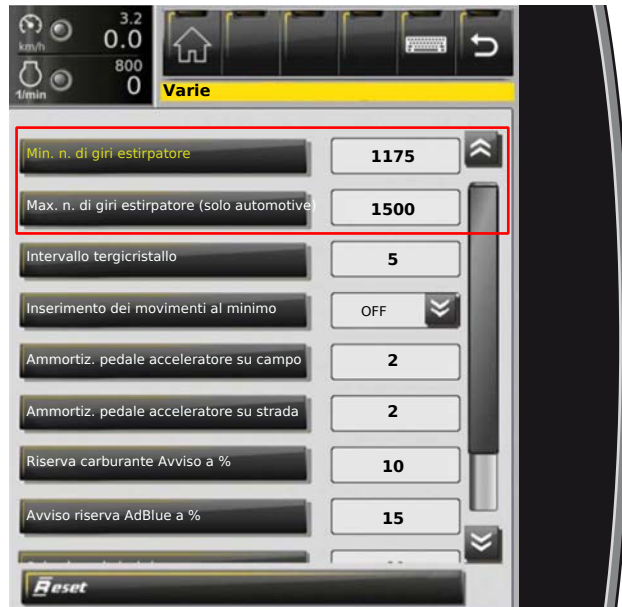 3.2
km/h 0.0
800
1/min 0
Varie
Min. n. di giri estirpatore 1175
Max. n. di giri estirpatore (solo automotive) 1500
Intervallo tergicristallo 5
Inserimento dei movimenti al minimo OFF
Ammortiz. pedale acceleratore su campo 2
Ammortiz. pedale acceleratore su strada 2
Riserva carburante Avviso a % 10
Avviso riserva AdBlue a % 15
Reset